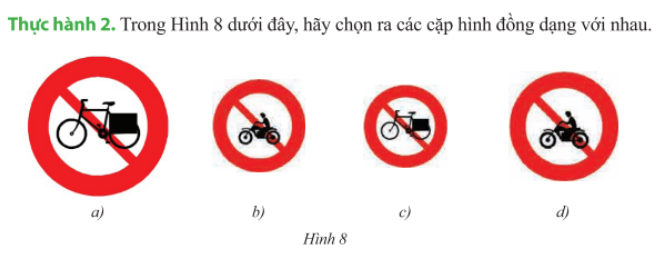 Thực hành 2. Trong Hình 8 dưới đây, hãy chọn ra các cặp hình đồng dạng với nhau.
a) b) c) d)
Hình 8